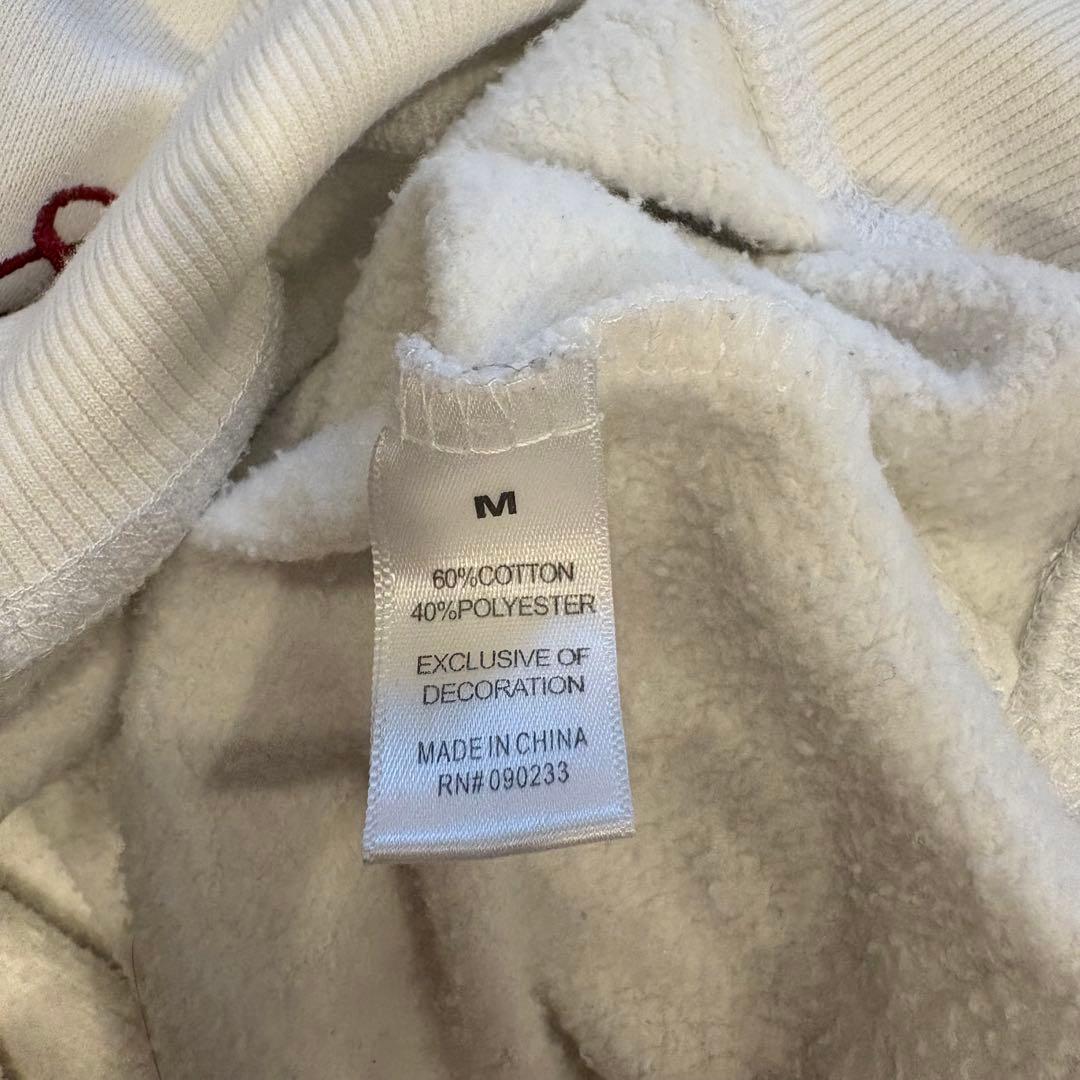 M
60%COTTON
40%POLYESTER
EXCLUSIVE OF
DECORATION
MADE IN CHINA
RN# 090233